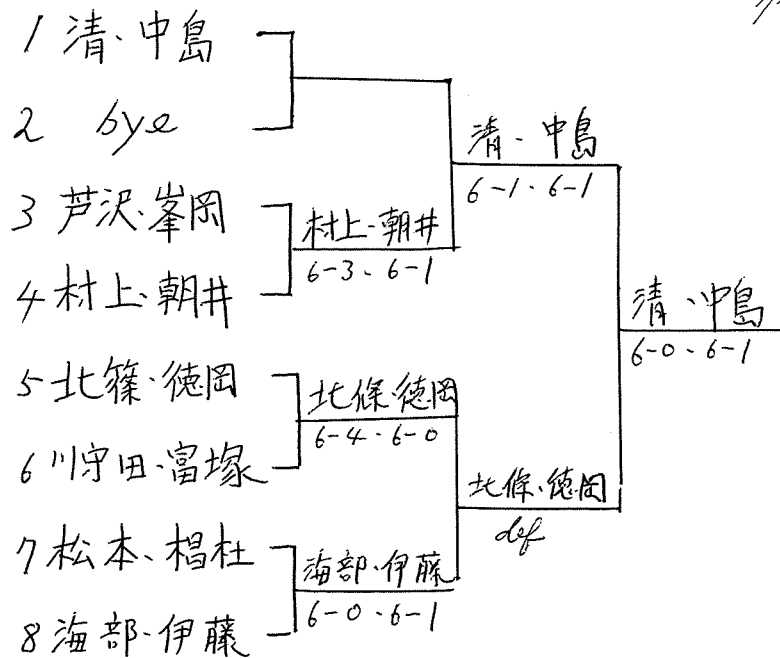 1 清・中島
2 bye
3 芦沢・峯岡
4 村上・朝井
5 北篠・徳岡
6 川守田・富塚
7 松本、椙杜
8 海部・伊藤
村上・朝井
6-3、6-1
北條・徳岡
6-4・6-0
海部・伊藤
6-0・6-1
清・中島
6-1・6-1
北條・徳岡
def
清・中島
6-0・6-1